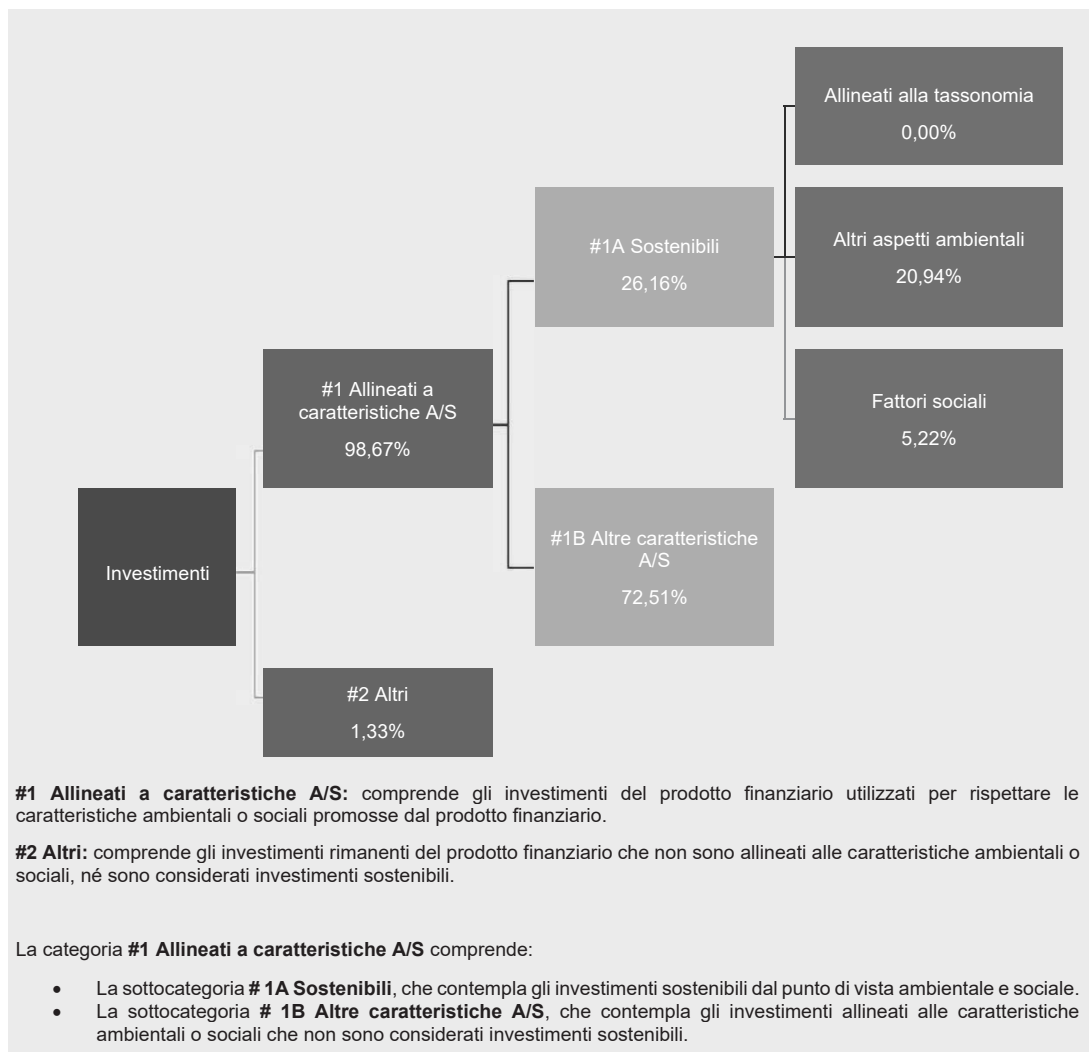 Allineati alla tassonomia
0,00%
#1A Sostenibili
26,16%
Altri aspetti ambientali
20,94%
#1 Allineati a
caratteristiche A/S
98,67%
Fattori sociali
5,22%
Investimenti
#1B Altre caratteristiche
A/S
72,51%
#2 Altri
1,33%
#1 Allineati a caratteristiche A/S: comprende gli investimenti del prodotto finanziario utilizzati per rispettare le
caratteristiche ambientali o sociali promosse dal prodotto finanziario.
#2 Altri: comprende gli investimenti rimanenti del prodotto finanziario che non sono allineati alle caratteristiche ambientali o
sociali, né sono considerati investimenti sostenibili.
La categoria #1 Allineati a caratteristiche A/S comprende:
• La sottocategoria # 1A Sostenibili, che contempla gli investimenti sostenibili dal punto di vista ambientale e sociale.
• La sottocategoria # 1B Altre caratteristiche A/S, che contempla gli investimenti allineati alle caratteristiche
ambientali o sociali che non sono considerati investimenti sostenibili.